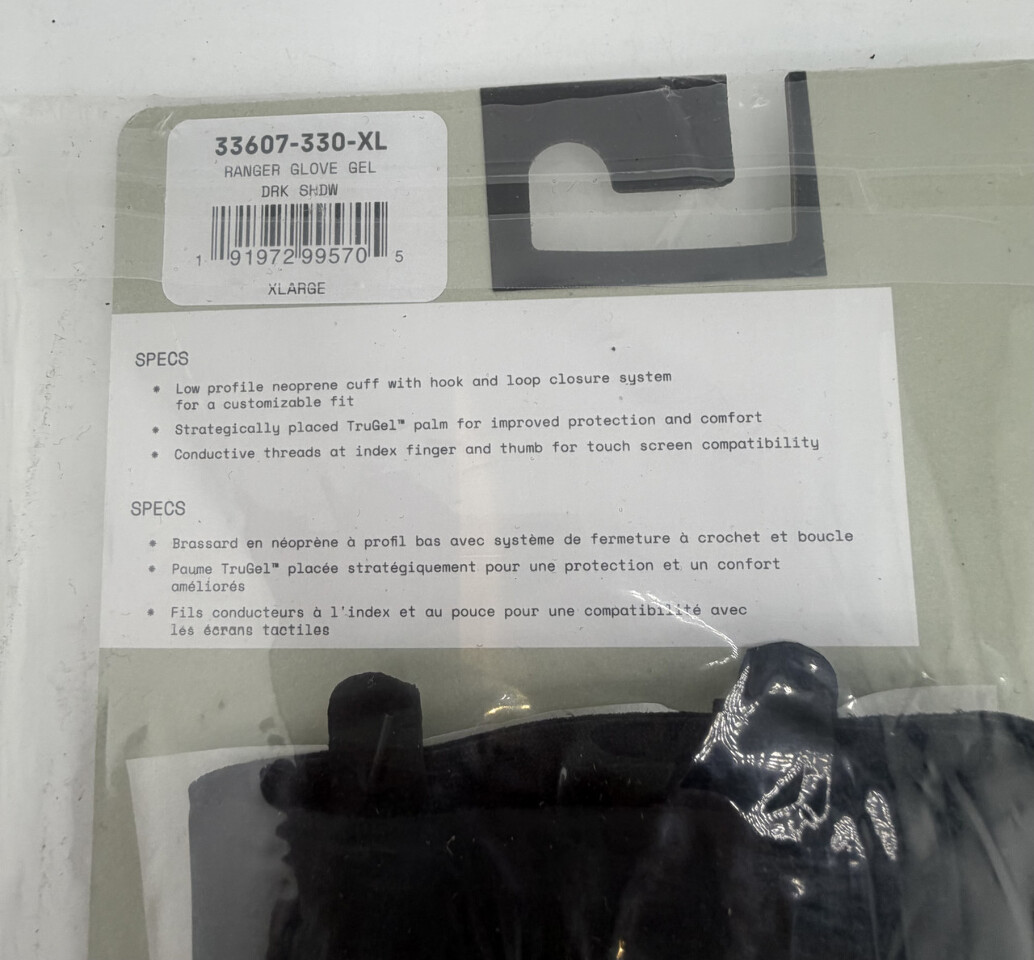 33607-330-XL
RANGER GLOVE GEL
DRK SHDW
1 91972 99570 5
XLARGE
SPECS
* Low profile neoprene cuff with hook and loop closure system
for a customizable fit
* Strategically placed TruGel™ palm for improved protection and comfort
* Conductive threads at index finger and thumb for touch screen compatibility
SPECS
* Brassard en néoprène à profil bas avec système de fermeture à crochet et boucle
* Paume TruGel™ placée stratégiquement pour une protection et un confort
améliorés
* Fils conducteurs à l'index et au pouce pour une compatibilité avec
les écrans tactiles